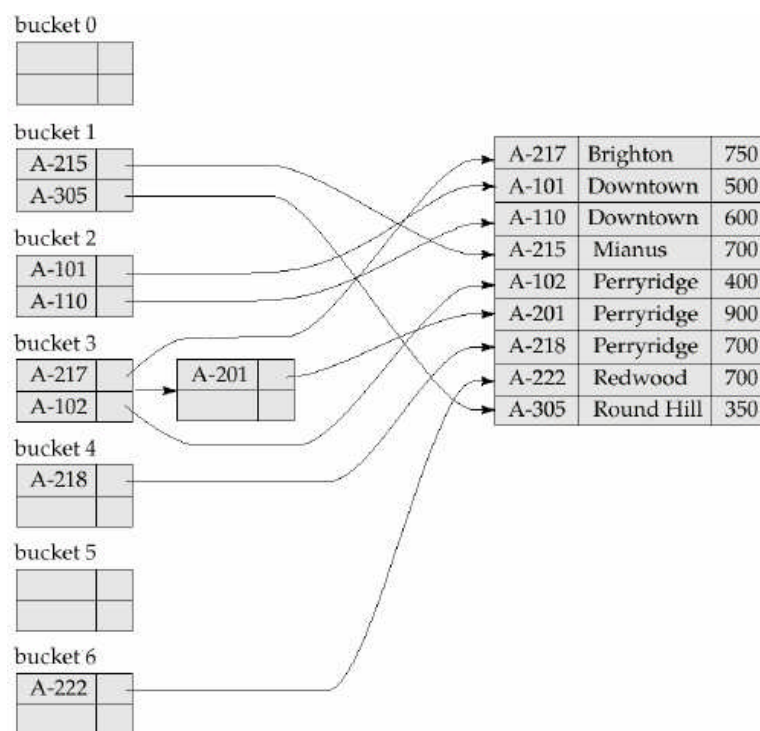 bucket 0
bucket 1
A-215
A-305
bucket 2
A-101
A-110
bucket 3
A-217
A-102
A-201
bucket 4
A-218
bucket 5
bucket 6
A-222
A-217 Brighton 750
A-101 Downtown 500
A-110 Downtown 600
A-215 Mianus 700
A-102 Perryridge 400
A-201 Perryridge 900
A-218 Perryridge 700
A-222 Redwood 700
A-305 Round Hill 350